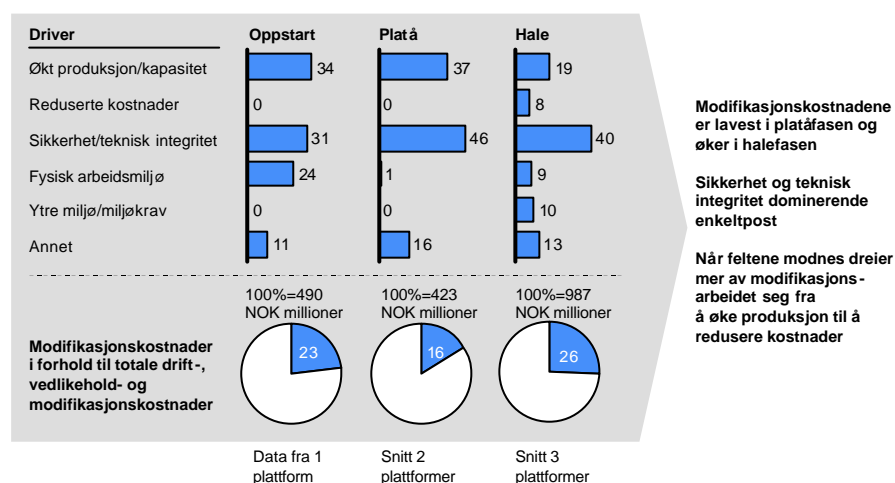 Driver Oppstart Platå Hale
Økt produksjon/kapasitet 34 37 19
Reduserte kostnader 0 0 8
Sikkerhet/teknisk integritet 31 46 40
Fysisk arbeidsmiljø 24 1 9
Ytre miljø/miljøkrav 0 0 10
Annet 11 16 13
100%=490 100%=423 100%=987
NOK millioner NOK millioner NOK millioner
Modifikasjonskostnader
i forhold til totale drift-,
vedlikehold- og
modifikasjonskostnader
23 16 26
Data fra 1 Snitt 2 Snitt 3
plattform plattformer plattformer
Modifikasjonskostnadene
er lavest i platåfasen og
øker i halefasen
Sikkerhet og teknisk
integritet dominerende
enkeltpost
Når feltene modnes dreier
mer av modifikasjons-
arbeidet seg fra
å øke produksjon til å
redusere kostnader